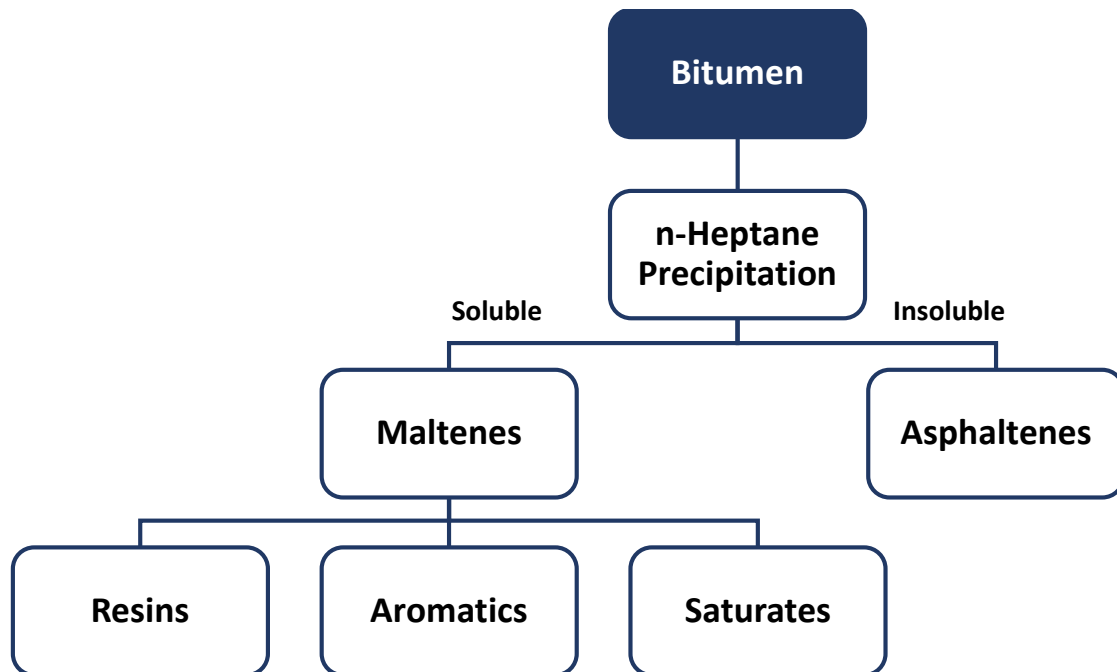 Bitumen
n-Heptane
Precipitation
Soluble
Insoluble
Maltenes
Asphaltenes
Resins
Aromatics
Saturates